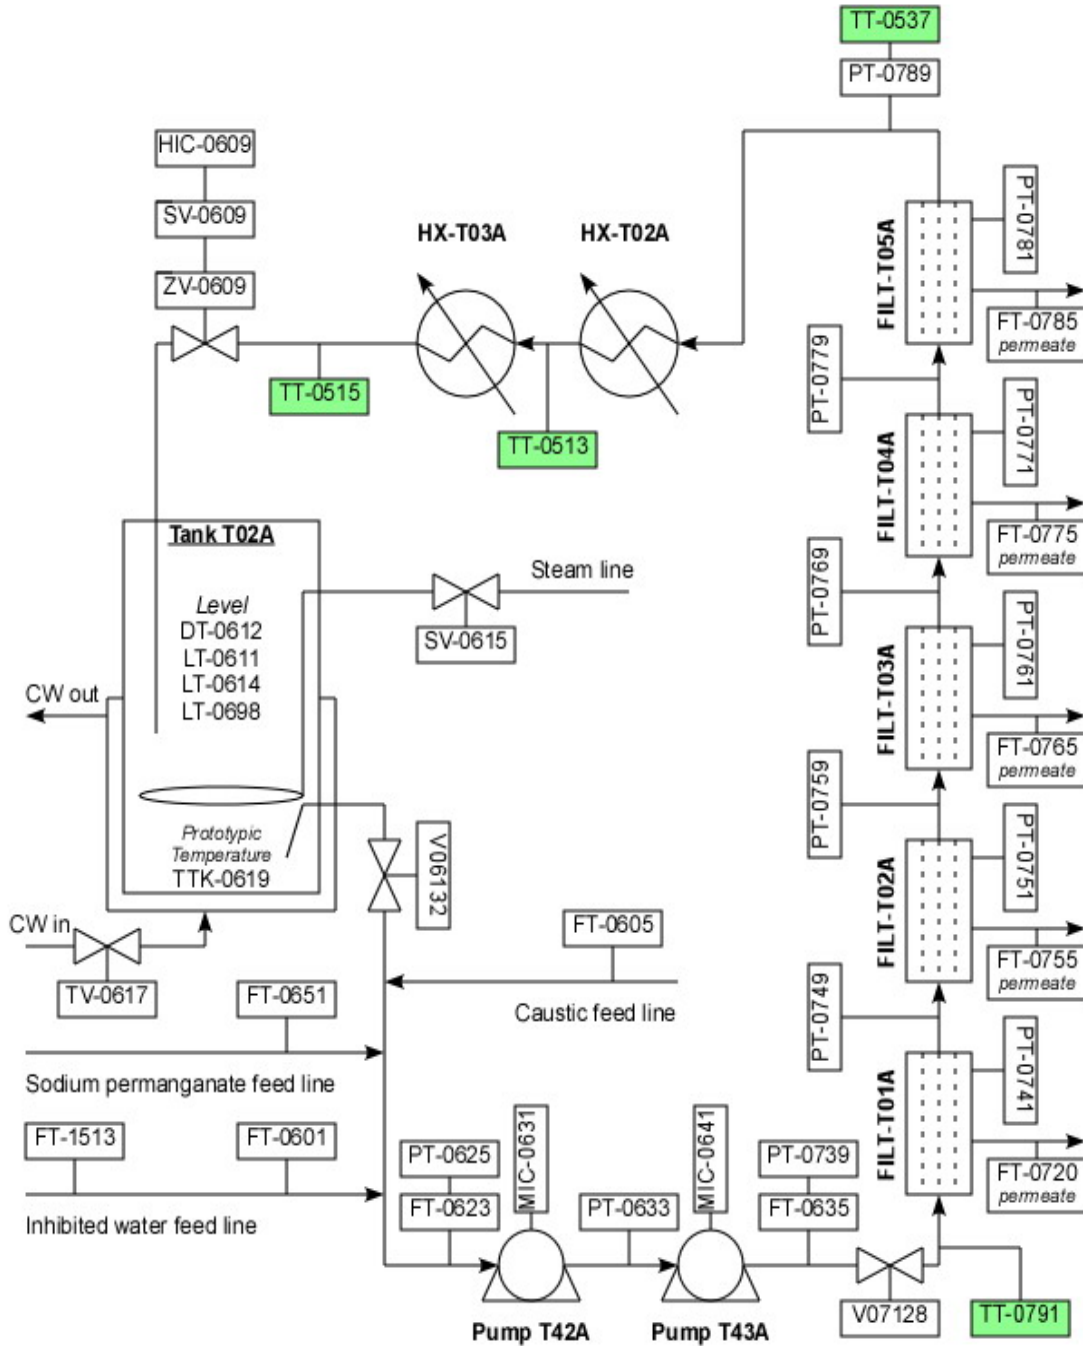 TT-0537
PT-0789
HIC-0609
SV-0609
ZV-0609
HX-T03A
HX-T02A
TT-0515
TT-0513
PT-0781
FILT-T05A
FT-0785
permeate
PT-0779
PT-0771
FILT-T04A
FT-0775
permeate
PT-0769
Tank T02A
Level
DT-0612
LT-0611
LT-0614
LT-0698
Steam line
SV-0615
CW out
PT-0761
FILT-T03A
FT-0765
permeate
PT-0759
Prototypic
Temperature
TTK-0619
V06132
PT-0751
FILT-T02A
FT-0755
permeate
CW in
TV-0617
FT-0605
Caustic feed line
FT-0651
Sodium permanganate feed line
PT-0749
PT-0741
FILT-T01A
FT-0720
permeate
FT-1513
FT-0601
Inhibited water feed line
PT-0625
FT-0623
MIC-0631
PT-0633
MIC-0641
PT-0739
FT-0635
Pump T42A
Pump T43A
V07128
TT-0791